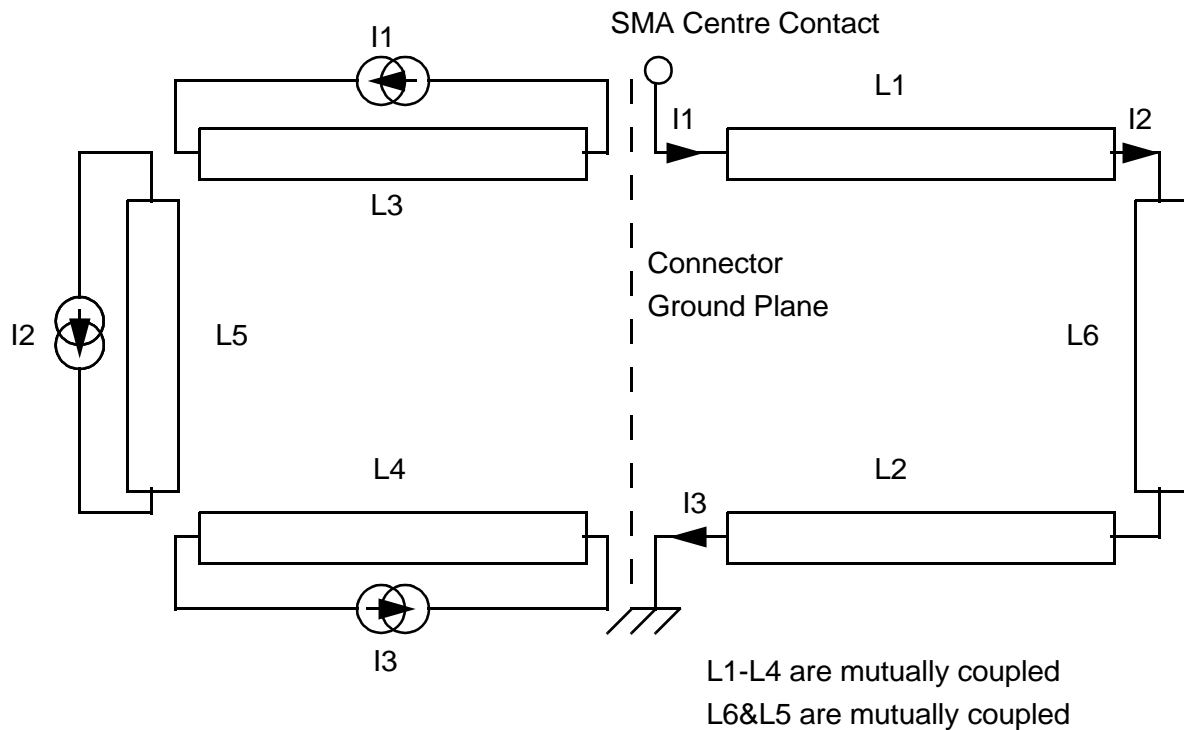 SMA Centre Contact
I1
L1
I1
I2
L3
Connector
Ground Plane
I2
L5
L6
L4
L2
I3
I3
L1-L4 are mutually coupled
L6&L5 are mutually coupled